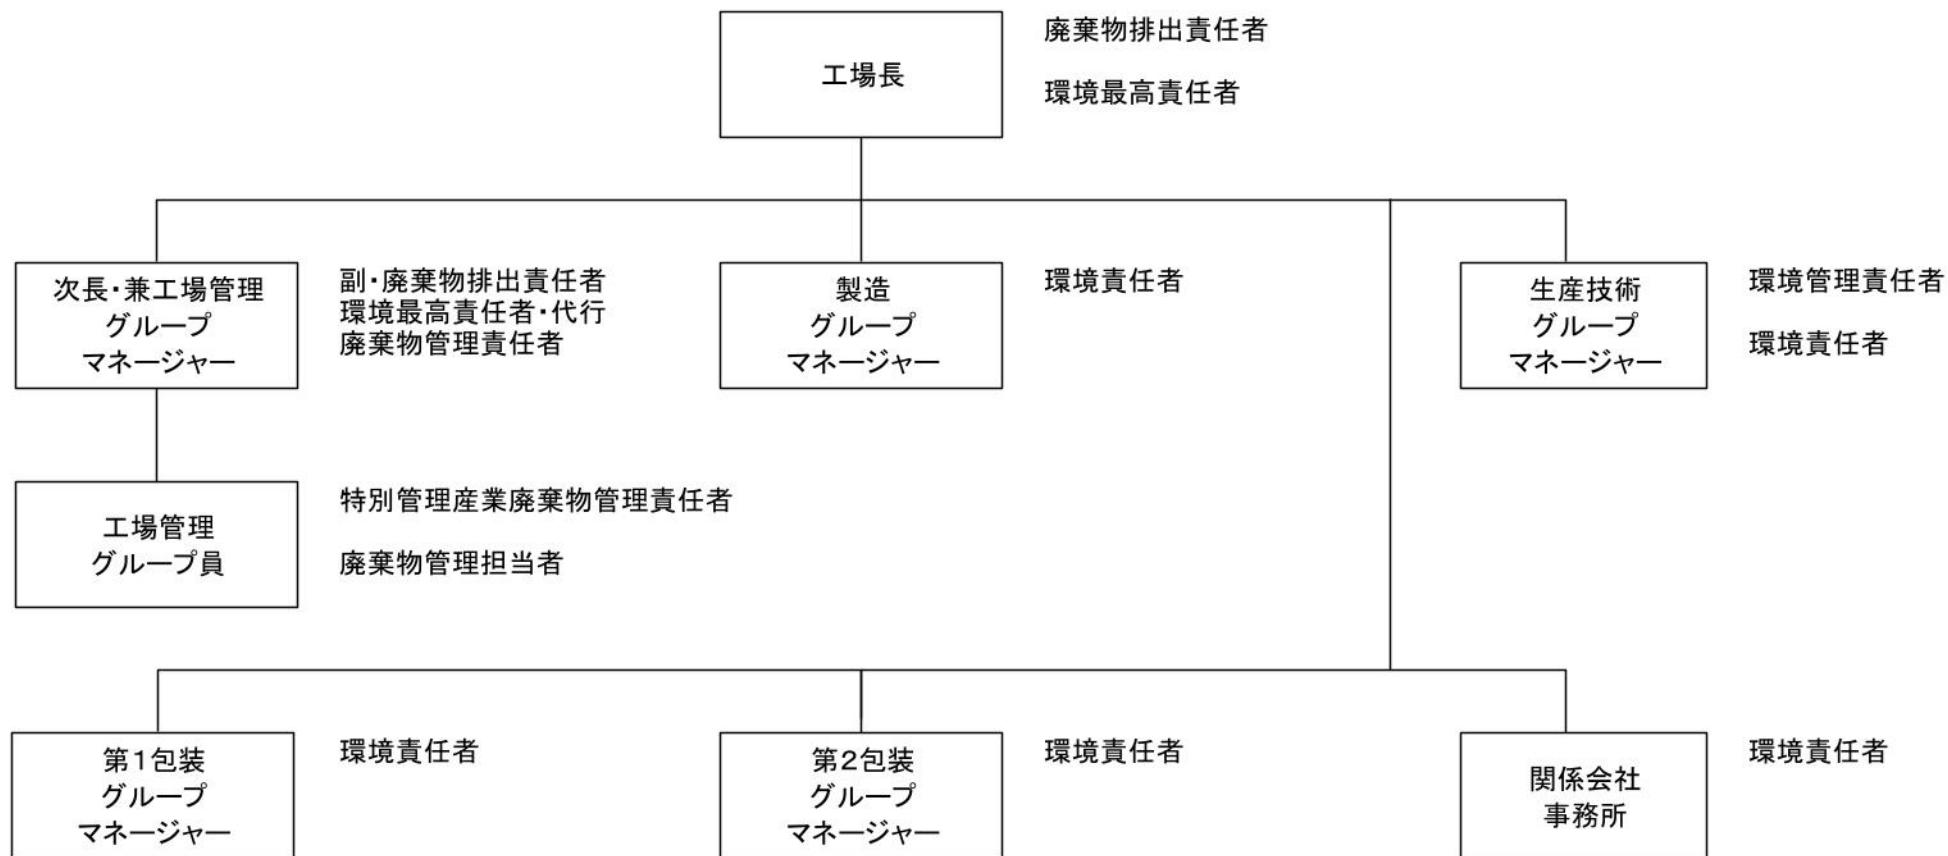 工場長
廃棄物排出責任者
環境最高責任者
次長・兼工場管理
グループ
マネージャー
副・廃棄物排出責任者
環境最高責任者・代行
廃棄物管理責任者
製造
グループ
マネージャー
環境責任者
生産技術
グループ
マネージャー
環境管理責任者
環境責任者
工場管理
グループ員
特別管理産業廃棄物管理責任者
廃棄物管理担当者
第1包装
グループ
マネージャー
環境責任者
第2包装
グループ
マネージャー
環境責任者
関係会社
事務所
環境責任者